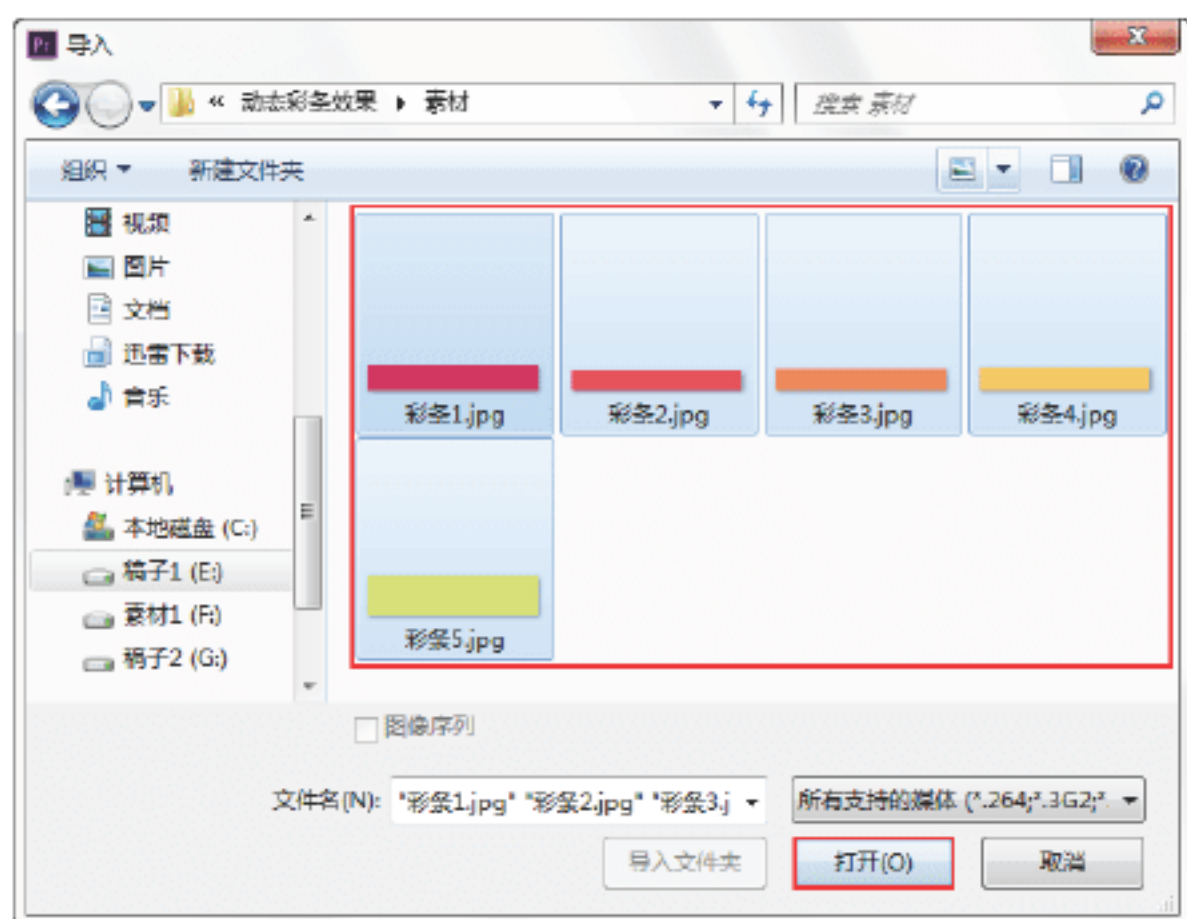 Pr 导入
« 动态彩条效果 ▸ 素材
搜索 素材
组织 新建文件夹
视频
图片
文档
迅雷下载
音乐
计算机
本地磁盘 (C:)
稿子1 (E:)
素材1 (F:)
稿子2 (G:)
彩条1.jpg 彩条2.jpg 彩条3.jpg 彩条4.jpg
彩条5.jpg
图像序列
文件名(N): "彩条1.jpg" "彩条2.jpg" "彩条3.j 所有支持的媒体 (*.264;*.3G2;*.
导入文件夹 打开(O) 取消